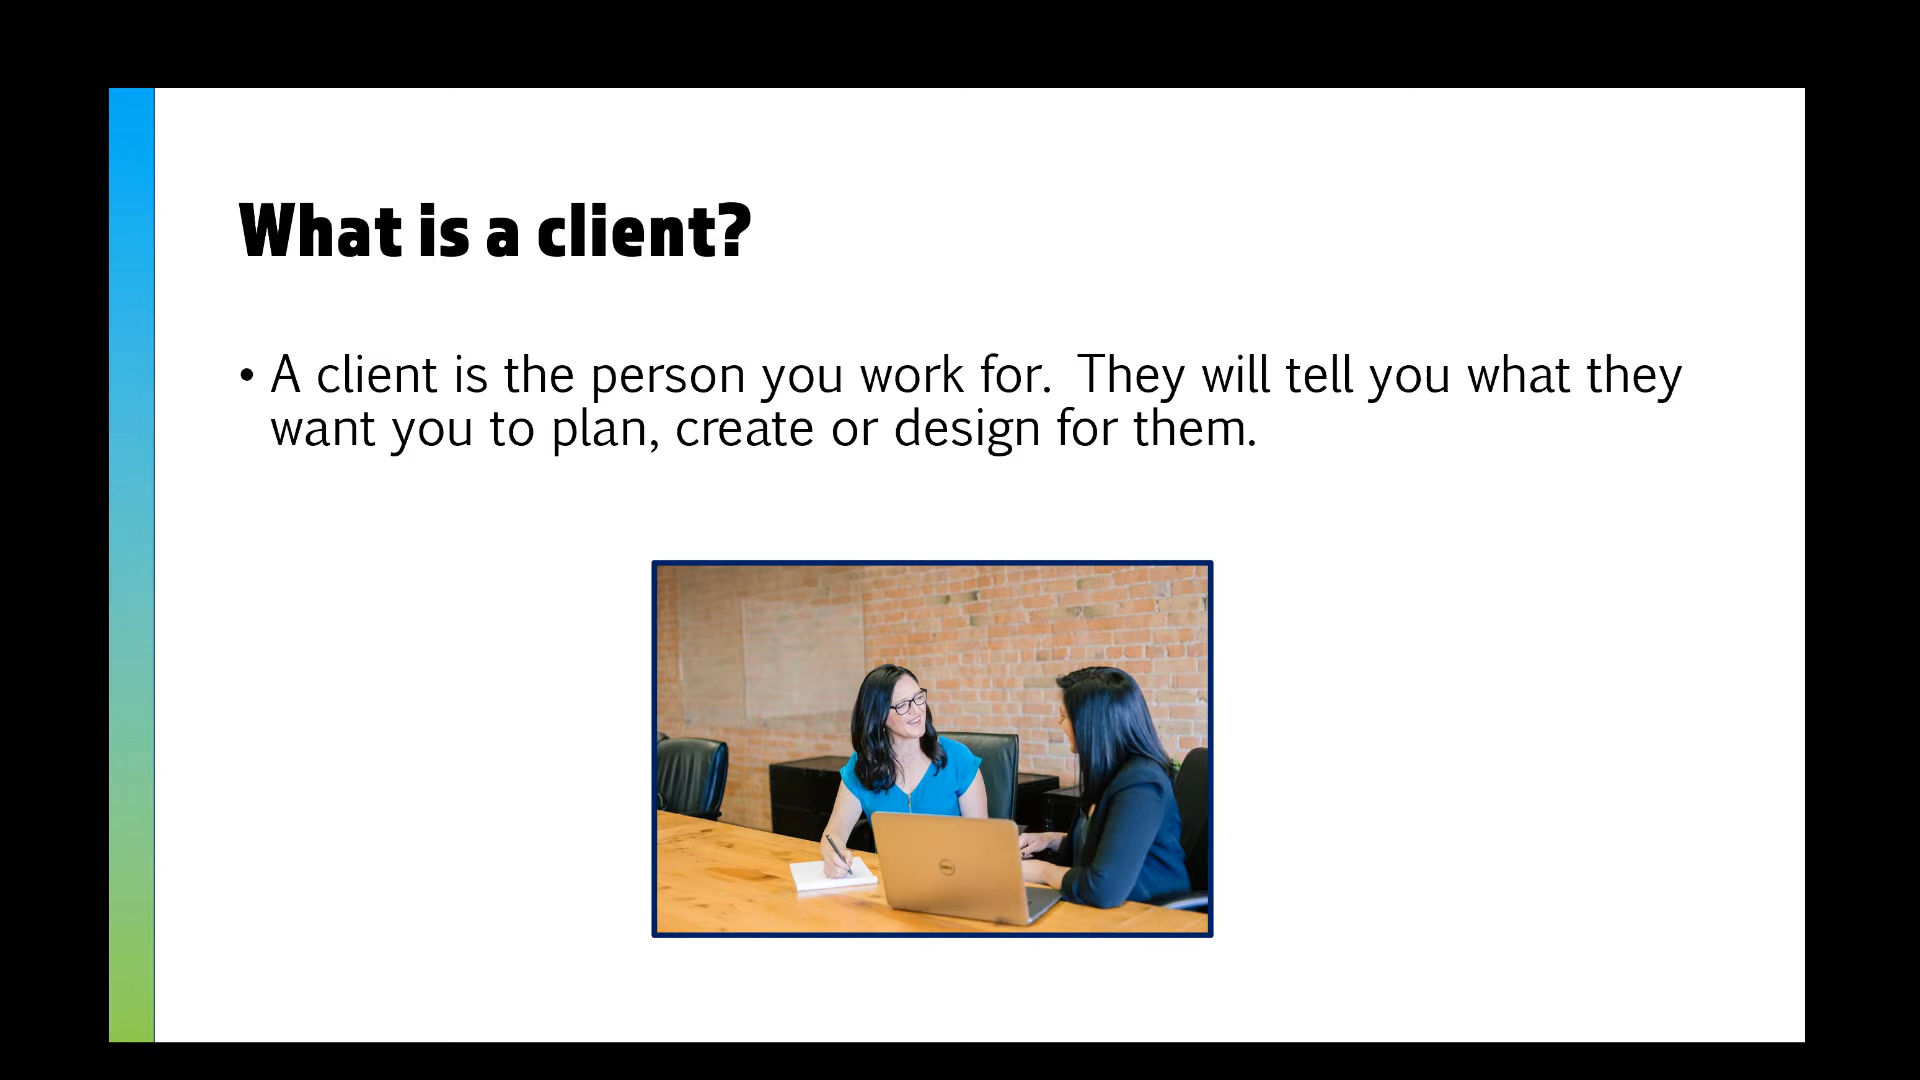 What is a client?
• A client is the person you work for.  They will tell you what they
want you to plan, create or design for them.